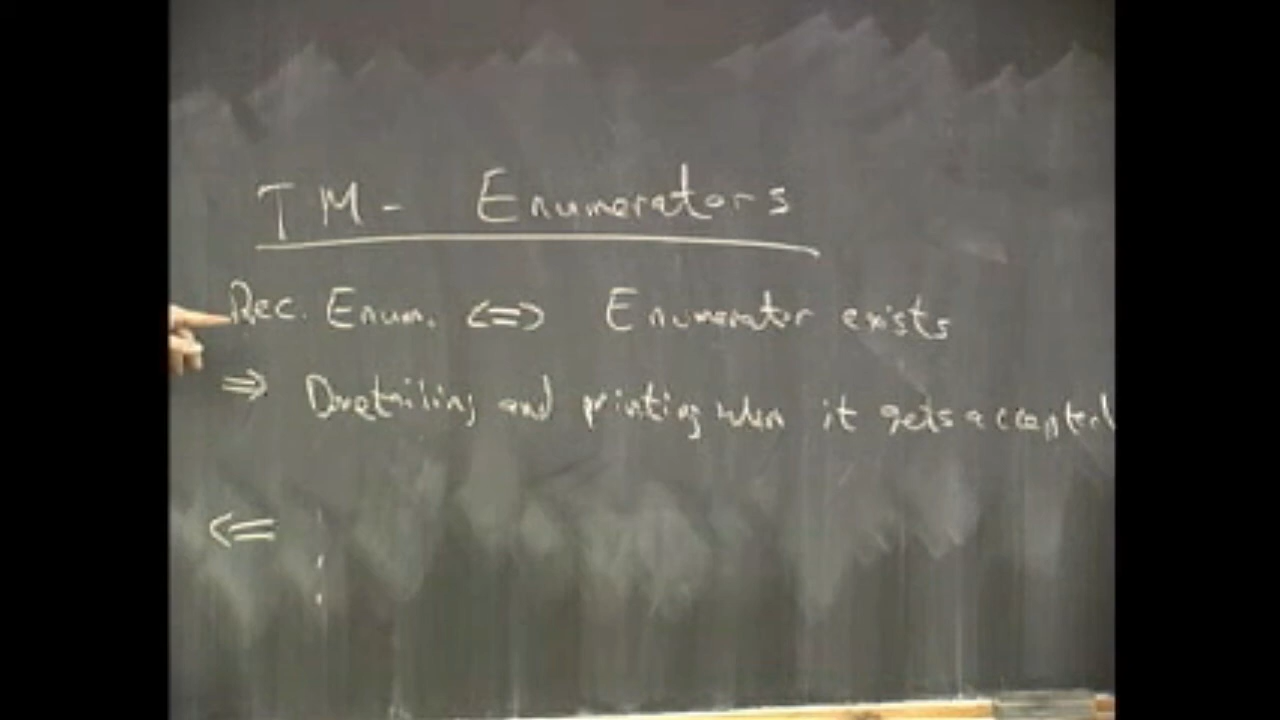 TM - Enumerators
Rec. Enum. <=> Enumerator exists
=> Dovetailing and printing when it gets accepted
<=